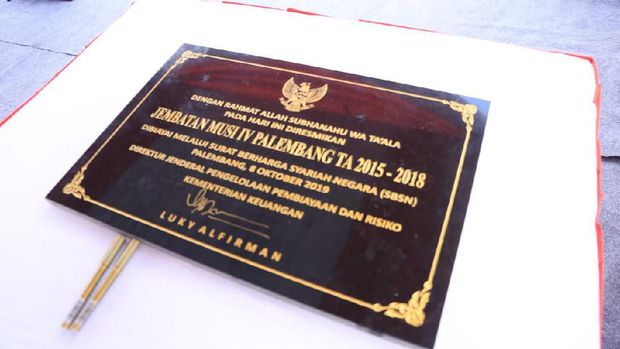 DENGAN RAHMAT ALLAH SUBHANAHU WA TA'ALA
PADA HARI INI DIRESMIKAN
JEMBATAN MUSI IV PALEMBANG TA 2015 - 2018
DIBIAYAI MELALUI SURAT BERHARGA SYARIAH NEGARA (SBSN)
PALEMBANG, 6 OKTOBER 2019
DIREKTUR JENDERAL PENGELOLAAN PEMBIAYAAN DAN RISIKO
KEMENTERIAN KEUANGAN
LUKY ALFIRMAN